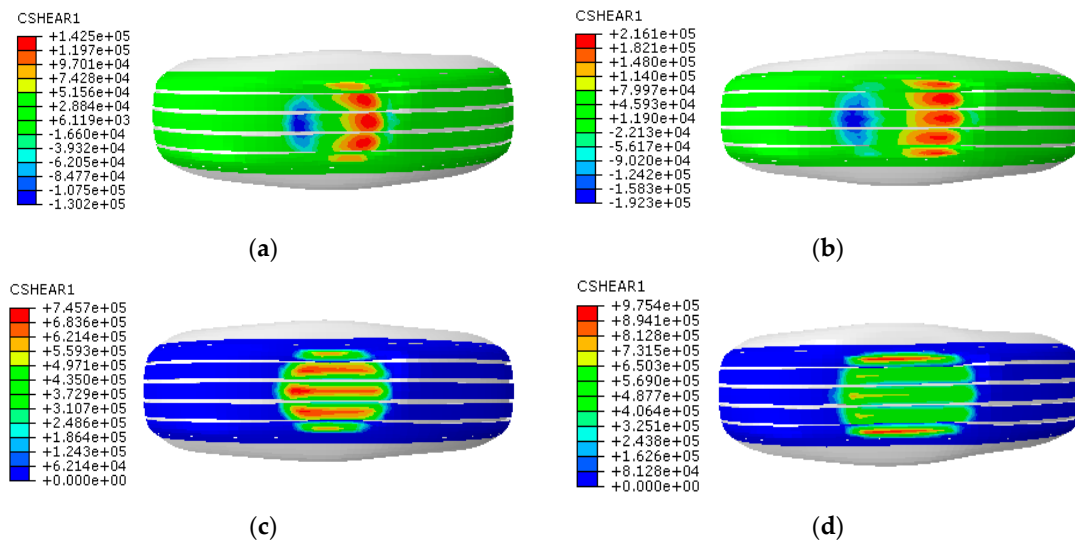 CSHEAR1
+1.425e+05
+1.197e+05
+9.701e+04
+7.428e+04
+5.156e+04
+2.884e+04
+6.119e+03
-1.660e+04
-3.932e+04
-6.205e+04
-8.477e+04
-1.075e+05
-1.302e+05
(a)
CSHEAR1
+2.161e+05
+1.821e+05
+1.480e+05
+1.140e+05
+7.997e+04
+4.593e+04
+1.190e+04
-2.213e+04
-5.617e+04
-9.020e+04
-1.242e+05
-1.583e+05
-1.923e+05
(b)
CSHEAR1
+7.457e+05
+6.836e+05
+6.214e+05
+5.593e+05
+4.971e+05
+4.350e+05
+3.729e+05
+3.107e+05
+2.486e+05
+1.864e+05
+1.243e+05
+6.214e+04
+0.000e+00
(c)
CSHEAR1
+9.754e+05
+8.941e+05
+8.128e+05
+7.315e+05
+6.503e+05
+5.690e+05
+4.877e+05
+4.064e+05
+3.251e+05
+2.438e+05
+1.626e+05
+8.128e+04
+0.000e+00
(d)